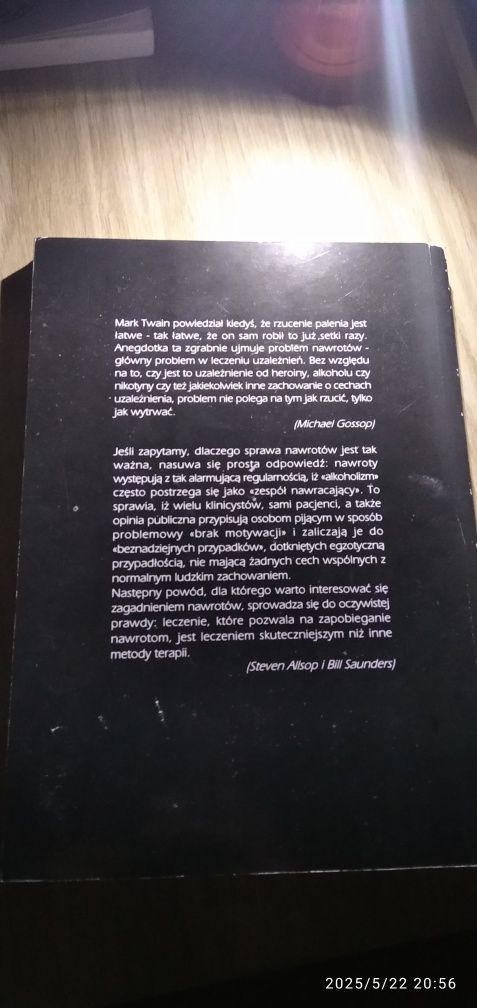 Mark Twain powiedział kiedyś, że rzucenie palenia jest
łatwe - tak łatwe, że on sam robił to już setki razy.
Anegdotka ta zgrabnie ujmuje problem nawrotów -
główny problem w leczeniu uzależnień. Bez względu
na to, czy jest to uzależnienie od heroiny, alkoholu czy
nikotyny czy też jakiekolwiek inne zachowanie o cechach
uzależnienia, problem nie polega na tym jak rzucić, tylko
jak wytrwać.
(Michael Gossop)
Jeśli zapytamy, dlaczego sprawa nawrotów jest tak
ważna, nasuwa się prosta odpowiedź: nawroty
występują z tak alarmującą regularnością, iż «alkoholizm»
często postrzega się jako «zespół nawracający». To
sprawia, iż wielu klinicystów, sami pacjenci, a także
opinia publiczna przypisują osobom pijącym w sposób
problemowy «brak motywacji» i zaliczają je do
«beznadziejnych przypadków», dotkniętych egzotyczną
przypadłością, nie mającą żadnych cech wspólnych z
normalnym ludzkim zachowaniem.
Następny powód, dla którego warto interesować się
zagadnieniem nawrotów, sprowadza się do oczywistej
prawdy: leczenie, które pozwala na zapobieganie
nawrotom, jest leczeniem skuteczniejszym niż inne
metody terapii.
(Steven Allsop i Bill Saunders)
2025/5/22 20:56